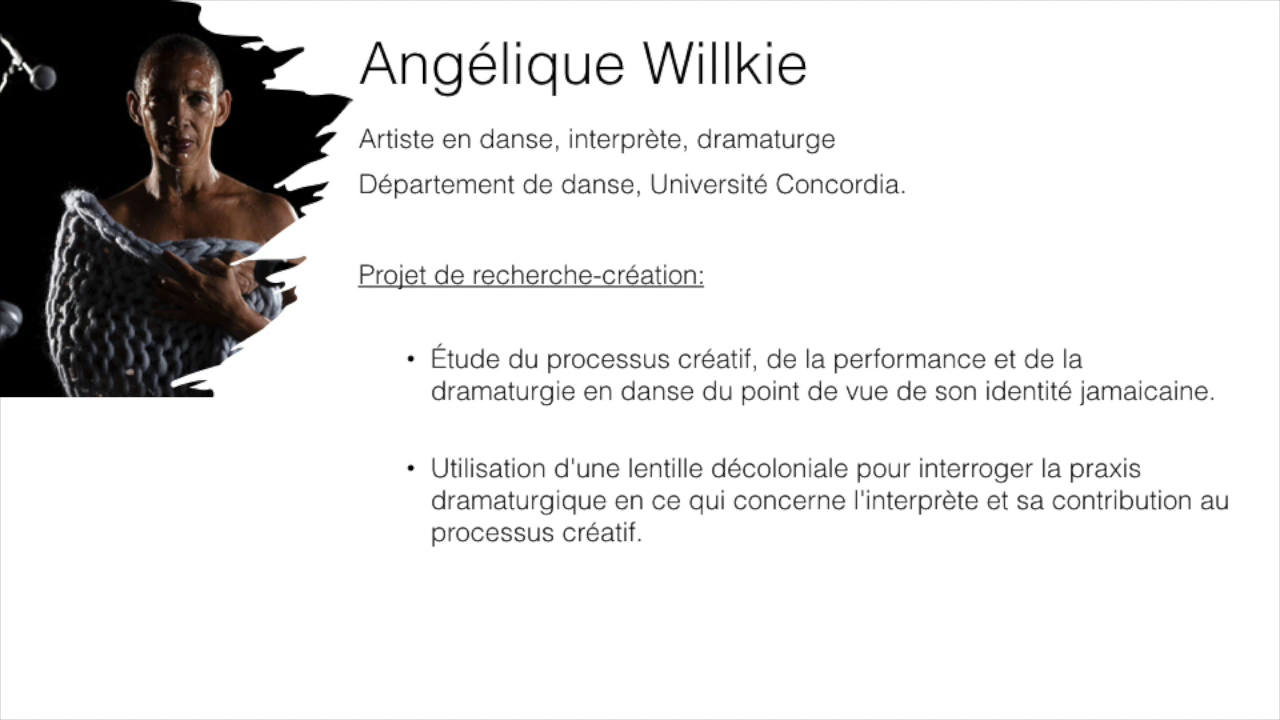 Angélique Willkie
Artiste en danse, interprète, dramaturge
Département de danse, Université Concordia.
Projet de recherche-création:
• Étude du processus créatif, de la performance et de la
dramaturgie en danse du point de vue de son identité jamaicaine.
• Utilisation d'une lentille décoloniale pour interroger la praxis
dramaturgique en ce qui concerne l'interprète et sa contribution au
processus créatif.